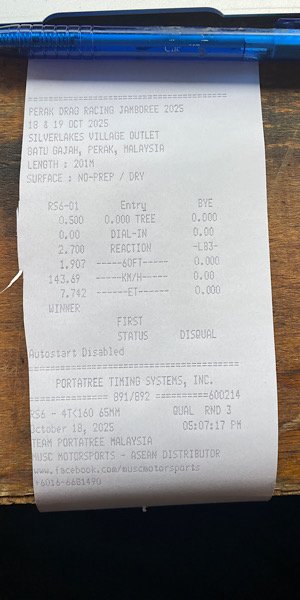 ==========================================
PERAK DRAG RACING JAMBOREE 2025
18 & 19 OCT 2025
SILVERLAKES VILLAGE OUTLET
BATU GAJAH, PERAK, MALAYSIA
LENGTH : 201M
SURFACE : NO-PREP / DRY
RS6-01 Entry BYE
0.500 0.000 TREE 0.000
0.00 DIAL-IN 0.00
2.700 REACTION -LB3-
1.907 ------60FT----- 0.000
143.69 ------KM/H----- 0.00
7.742 -------ET------ 0.000
WINNER
FIRST
STATUS DISQUAL
Autostart Disabled
==========================================
PORTATREE TIMING SYSTEMS, INC.
================ 891/892 ==========600214
RS6 - 4TK160 65MM QUAL RND 3
October 18, 2025 05:07:17 PM
TEAM PORTATREE MALAYSIA
MUSC MOTORSPORTS - ASEAN DISTRIBUTOR
www.facebook.com/muscmotorsports
+6016-6681490